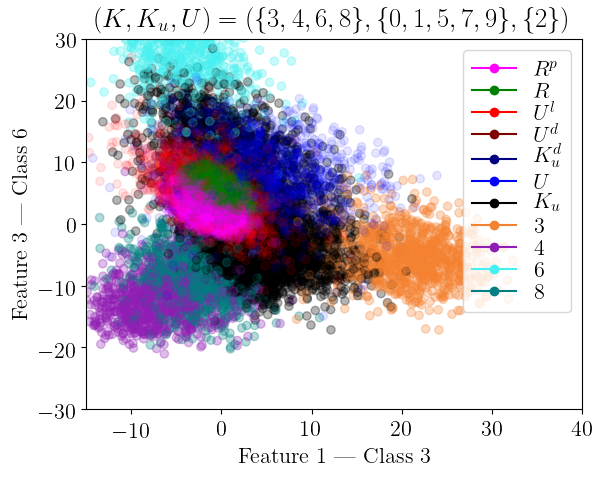 (K, K_u, U) = ({3, 4, 6, 8}, {0, 1, 5, 7, 9}, {2})
30
20
10
0
−10
−20
−30
Feature 3 — Class 6
R^p
R
U^l
U^d
K_u^d
U
K_u
3
4
6
8
−10
0
10
20
30
40
Feature 1 — Class 3